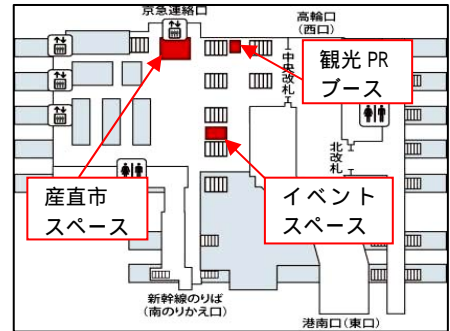 京急連絡口
高輪口
(西口)
観光 PR
ブース
中央改札
北改札
産直市
スペース
イベント
スペース
新幹線のりば
(南のりかえ口)
港南口(東口)